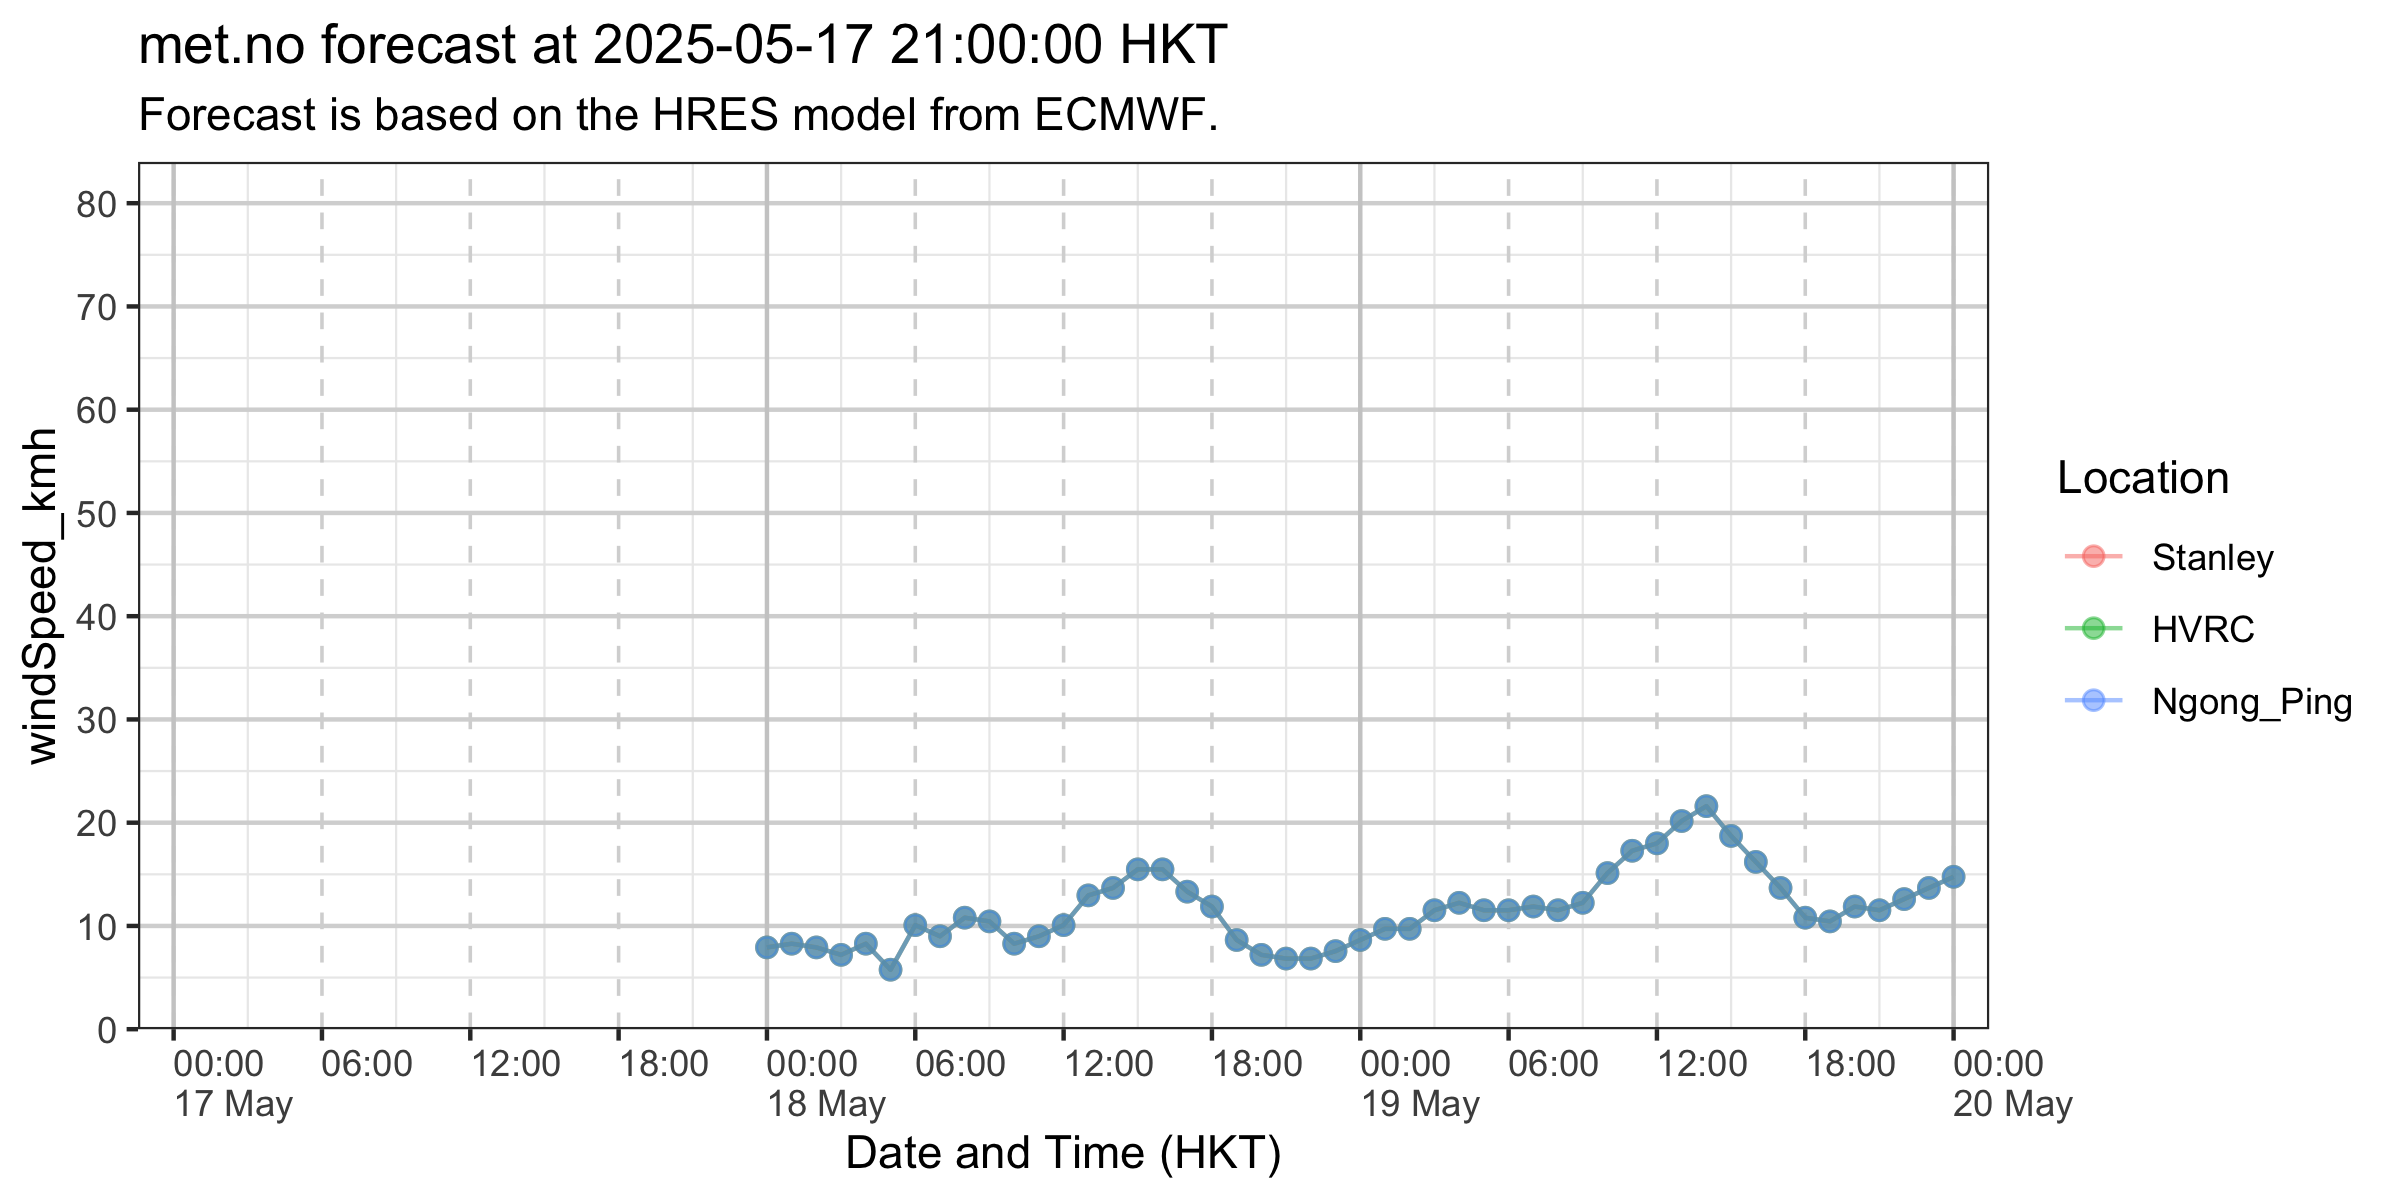 met.no forecast at 2025-05-17 21:00:00 HKT
Forecast is based on the HRES model from ECMWF.
windSpeed_kmh
80
70
60
50
40
30
20
10
0
00:00 06:00 12:00 18:00 00:00 06:00 12:00 18:00 00:00 06:00 12:00 18:00 00:00
17 May 18 May 19 May 20 May
Date and Time (HKT)
Location
Stanley
HVRC
Ngong_Ping